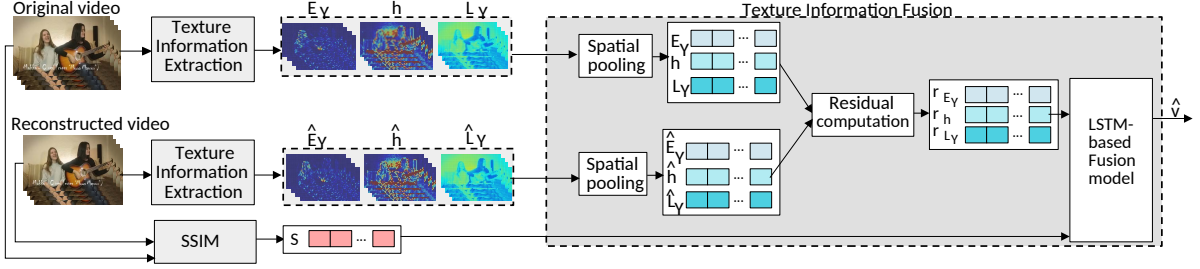 Original video
Texture
Information
Extraction
E_Y
h
L_Y
Reconstructed video
Texture
Information
Extraction
Ê_Y
ĥ
L̂_Y
SSIM
S
...
Texture Information Fusion
Spatial
pooling
E_Y ...
h ...
L_Y ...
Spatial
pooling
Ê_Y ...
ĥ ...
L̂_Y ...
Residual
computation
r_E_Y ...
r_h ...
r_L_Y ...
LSTM-
based
Fusion
model
v̂